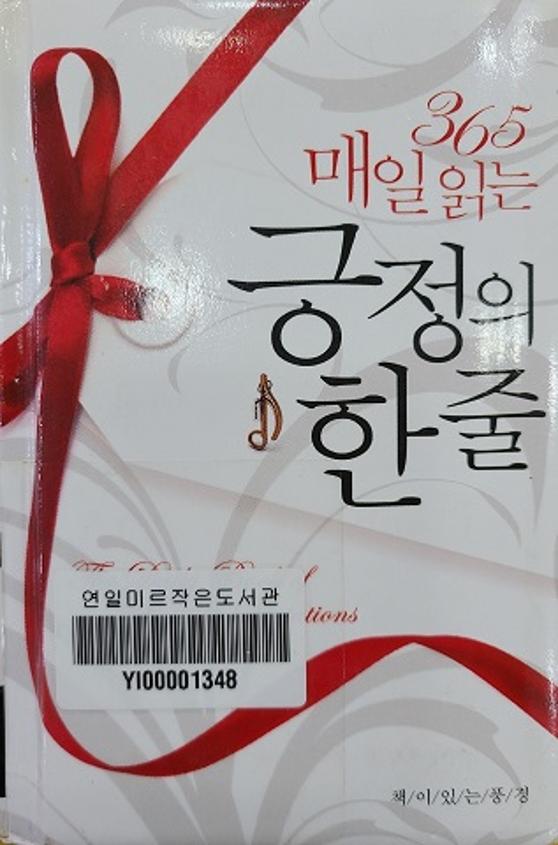 365
매일 읽는
긍정의
한 줄
연일미르작은도서관
YI00001348
책/이/있/는/풍/경